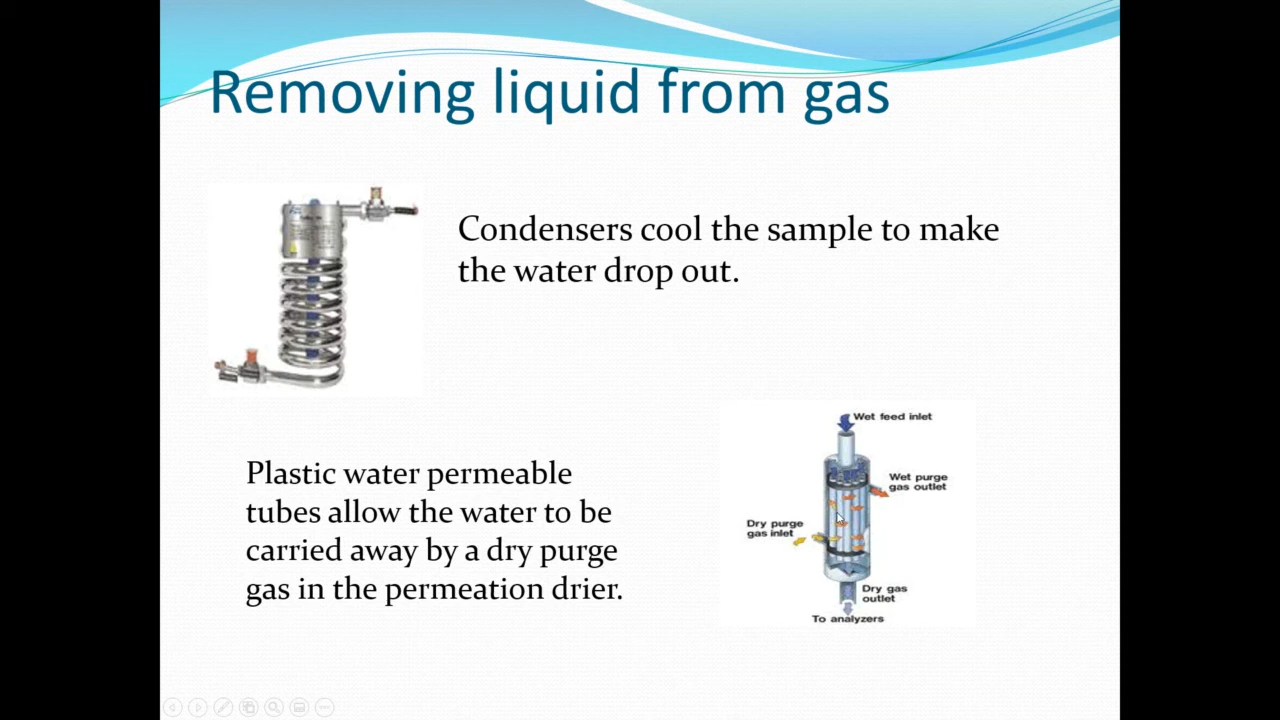 Removing liquid from gas
Condensers cool the sample to make
the water drop out.
Plastic water permeable
tubes allow the water to be
carried away by a dry purge
gas in the permeation drier.
Wet feed inlet
Wet purge
gas outlet
Dry purge
gas inlet
Dry gas
outlet
To analyzers